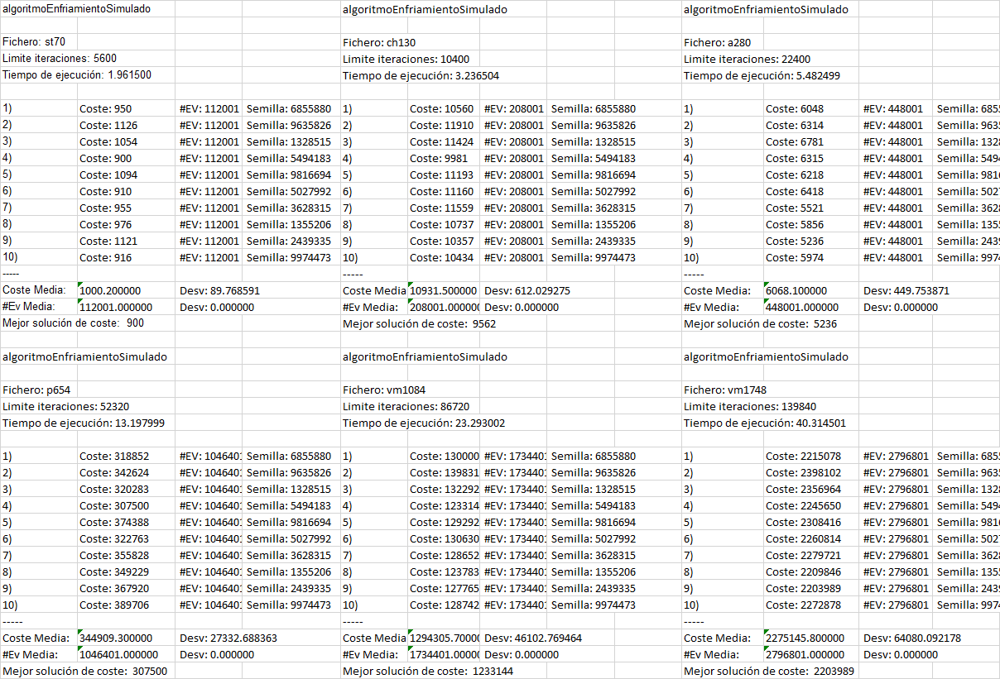 algoritmoEnfriamientoSimulado
Fichero: st70
Limite iteraciones: 5600
Tiempo de ejecución: 1.961500
1) Coste: 950 #EV: 112001 Semilla: 6855880
2) Coste: 1126 #EV: 112001 Semilla: 9635826
3) Coste: 1054 #EV: 112001 Semilla: 1328515
4) Coste: 900 #EV: 112001 Semilla: 5494183
5) Coste: 1094 #EV: 112001 Semilla: 9816694
6) Coste: 910 #EV: 112001 Semilla: 5027992
7) Coste: 955 #EV: 112001 Semilla: 3628315
8) Coste: 976 #EV: 112001 Semilla: 1355206
9) Coste: 1121 #EV: 112001 Semilla: 2439335
10) Coste: 916 #EV: 112001 Semilla: 9974473
-----
Coste Media: 1000.200000 Desv: 89.768591
#Ev Media: 112001.000000 Desv: 0.000000
Mejor solución de coste: 900
algoritmoEnfriamientoSimulado
Fichero: ch130
Limite iteraciones: 10400
Tiempo de ejecución: 3.236504
1) Coste: 10560 #EV: 208001 Semilla: 6855880
2) Coste: 11910 #EV: 208001 Semilla: 9635826
3) Coste: 11424 #EV: 208001 Semilla: 1328515
4) Coste: 9981 #EV: 208001 Semilla: 5494183
5) Coste: 11193 #EV: 208001 Semilla: 9816694
6) Coste: 11160 #EV: 208001 Semilla: 5027992
7) Coste: 11559 #EV: 208001 Semilla: 3628315
8) Coste: 10737 #EV: 208001 Semilla: 1355206
9) Coste: 10357 #EV: 208001 Semilla: 2439335
10) Coste: 10434 #EV: 208001 Semilla: 9974473
-----
Coste Media 10931.500000 Desv: 612.029275
#Ev Media: 208001.00000 Desv: 0.000000
Mejor solución de coste: 9562
algoritmoEnfriamientoSimulado
Fichero: a280
Limite iteraciones: 22400
Tiempo de ejecución: 5.482499
1) Coste: 6048 #EV: 448001 Semilla: 685
2) Coste: 6314 #EV: 448001 Semilla: 963
3) Coste: 6781 #EV: 448001 Semilla: 132
4) Coste: 6315 #EV: 448001 Semilla: 549
5) Coste: 6218 #EV: 448001 Semilla: 981
6) Coste: 6418 #EV: 448001 Semilla: 502
7) Coste: 5521 #EV: 448001 Semilla: 362
8) Coste: 5856 #EV: 448001 Semilla: 135
9) Coste: 5236 #EV: 448001 Semilla: 243
10) Coste: 5974 #EV: 448001 Semilla: 997
-----
Coste Media: 6068.100000 Desv: 449.753871
#Ev Media: 448001.000000 Desv: 0.000000
Mejor solución de coste: 5236
algoritmoEnfriamientoSimulado
Fichero: p654
Limite iteraciones: 52320
Tiempo de ejecución: 13.197999
1) Coste: 318852 #EV: 1046401 Semilla: 6855880
2) Coste: 342624 #EV: 1046401 Semilla: 9635826
3) Coste: 320283 #EV: 1046401 Semilla: 1328515
4) Coste: 307500 #EV: 1046401 Semilla: 5494183
5) Coste: 374388 #EV: 1046401 Semilla: 9816694
6) Coste: 322763 #EV: 1046401 Semilla: 5027992
7) Coste: 355828 #EV: 1046401 Semilla: 3628315
8) Coste: 349229 #EV: 1046401 Semilla: 1355206
9) Coste: 367920 #EV: 1046401 Semilla: 2439335
10) Coste: 389706 #EV: 1046401 Semilla: 9974473
-----
Coste Media: 344909.300000 Desv: 27332.688363
#Ev Media: 1046401.000000 Desv: 0.000000
Mejor solución de coste: 307500
algoritmoEnfriamientoSimulado
Fichero: vm1084
Limite iteraciones: 86720
Tiempo de ejecución: 23.293002
1) Coste: 130000 #EV: 1734401 Semilla: 6855880
2) Coste: 139831 #EV: 1734401 Semilla: 9635826
3) Coste: 132292 #EV: 1734401 Semilla: 1328515
4) Coste: 123314 #EV: 1734401 Semilla: 5494183
5) Coste: 129292 #EV: 1734401 Semilla: 9816694
6) Coste: 130630 #EV: 1734401 Semilla: 5027992
7) Coste: 128652 #EV: 1734401 Semilla: 3628315
8) Coste: 123783 #EV: 1734401 Semilla: 1355206
9) Coste: 127765 #EV: 1734401 Semilla: 2439335
10) Coste: 128742 #EV: 1734401 Semilla: 9974473
-----
Coste Media 1294305.70000 Desv: 46102.769464
#Ev Media: 1734401.00000 Desv: 0.000000
Mejor solución de coste: 1233144
algoritmoEnfriamientoSimulado
Fichero: vm1748
Limite iteraciones: 139840
Tiempo de ejecución: 40.314501
1) Coste: 2215078 #EV: 2796801 Semilla: 685
2) Coste: 2398102 #EV: 2796801 Semilla: 963
3) Coste: 2356964 #EV: 2796801 Semilla: 132
4) Coste: 2245650 #EV: 2796801 Semilla: 549
5) Coste: 2308416 #EV: 2796801 Semilla: 981
6) Coste: 2260814 #EV: 2796801 Semilla: 502
7) Coste: 2279721 #EV: 2796801 Semilla: 362
8) Coste: 2209846 #EV: 2796801 Semilla: 135
9) Coste: 2203989 #EV: 2796801 Semilla: 243
10) Coste: 2272878 #EV: 2796801 Semilla: 997
-----
Coste Media: 2275145.800000 Desv: 64080.092178
#Ev Media: 2796801.000000 Desv: 0.000000
Mejor solución de coste: 2203989